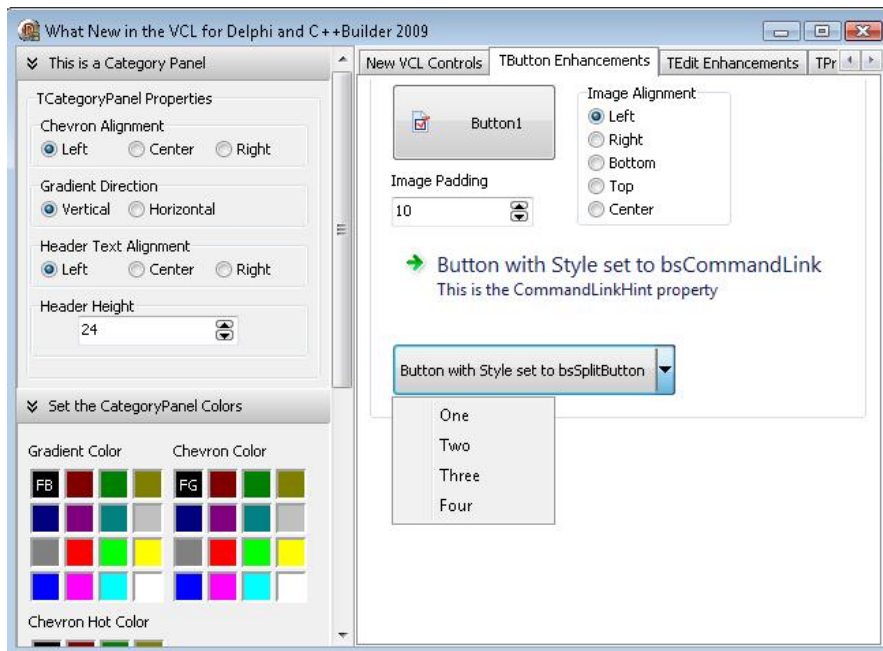 What New in the VCL for Delphi and C++Builder 2009
This is a Category Panel
TCategoryPanel Properties
Chevron Alignment
Left Center Right
Gradient Direction
Vertical Horizontal
Header Text Alignment
Left Center Right
Header Height
24
Set the CategoryPanel Colors
Gradient Color Chevron Color
FB FG
Chevron Hot Color
New VCL Controls TButton Enhancements TEdit Enhancements TPr
Button1
Image Alignment
Left
Right
Bottom
Top
Center
Image Padding
10
Button with Style set to bsCommandLink
This is the CommandLinkHint property
Button with Style set to bsSplitButton
One
Two
Three
Four